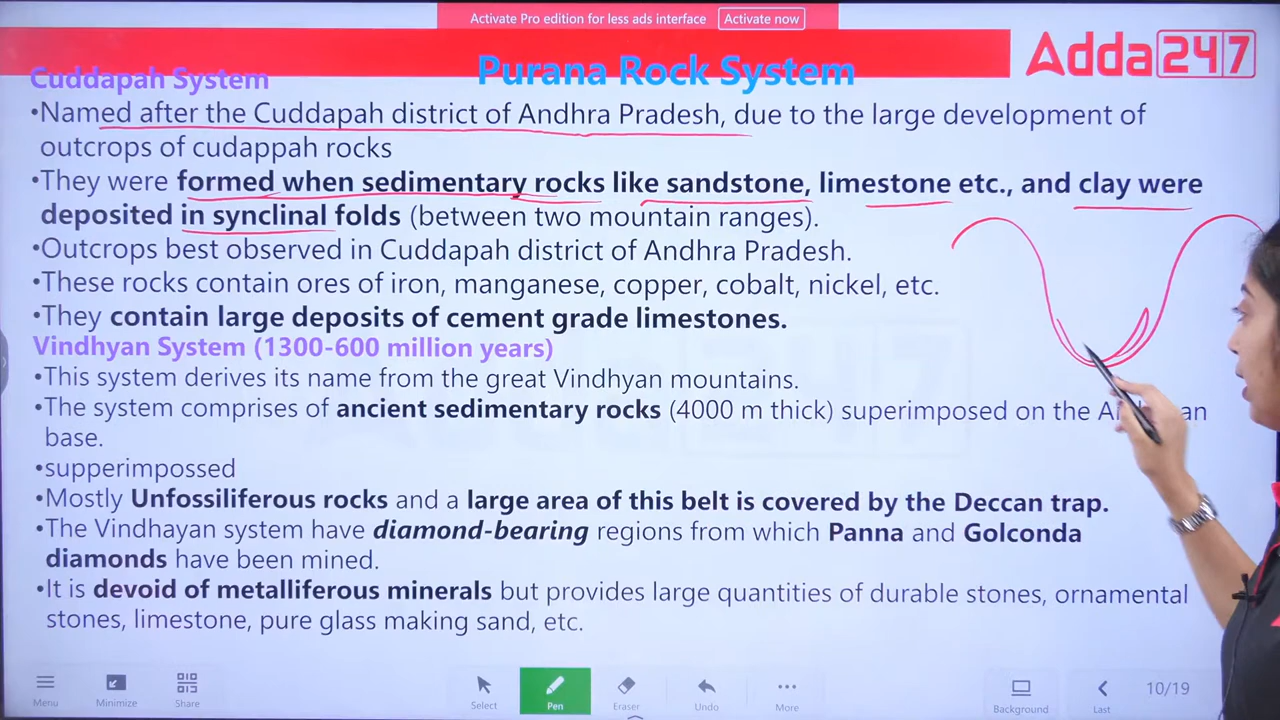 Activate Pro edition for less ads interface Activate now
Adda247
Purana Rock System
Cuddapah System
•Named after the Cuddapah district of Andhra Pradesh, due to the large development of
outcrops of cudappah rocks
•They were formed when sedimentary rocks like sandstone, limestone etc., and clay were
deposited in synclinal folds (between two mountain ranges).
•Outcrops best observed in Cuddapah district of Andhra Pradesh.
•These rocks contain ores of iron, manganese, copper, cobalt, nickel, etc.
•They contain large deposits of cement grade limestones.
Vindhyan System (1300-600 million years)
•This system derives its name from the great Vindhyan mountains.
•The system comprises of ancient sedimentary rocks (4000 m thick) superimposed on the
base.
•supperimpossed
•Mostly Unfossiliferous rocks and a large area of this belt is covered by the Deccan trap.
•The Vindhayan system have diamond-bearing regions from which Panna and Golconda
diamonds have been mined.
•It is devoid of metalliferous minerals but provides large quantities of durable stones, ornamental
stones, limestone, pure glass making sand, etc.
Menu Minimize Share Select Pen Eraser Undo More Background Last 10/19